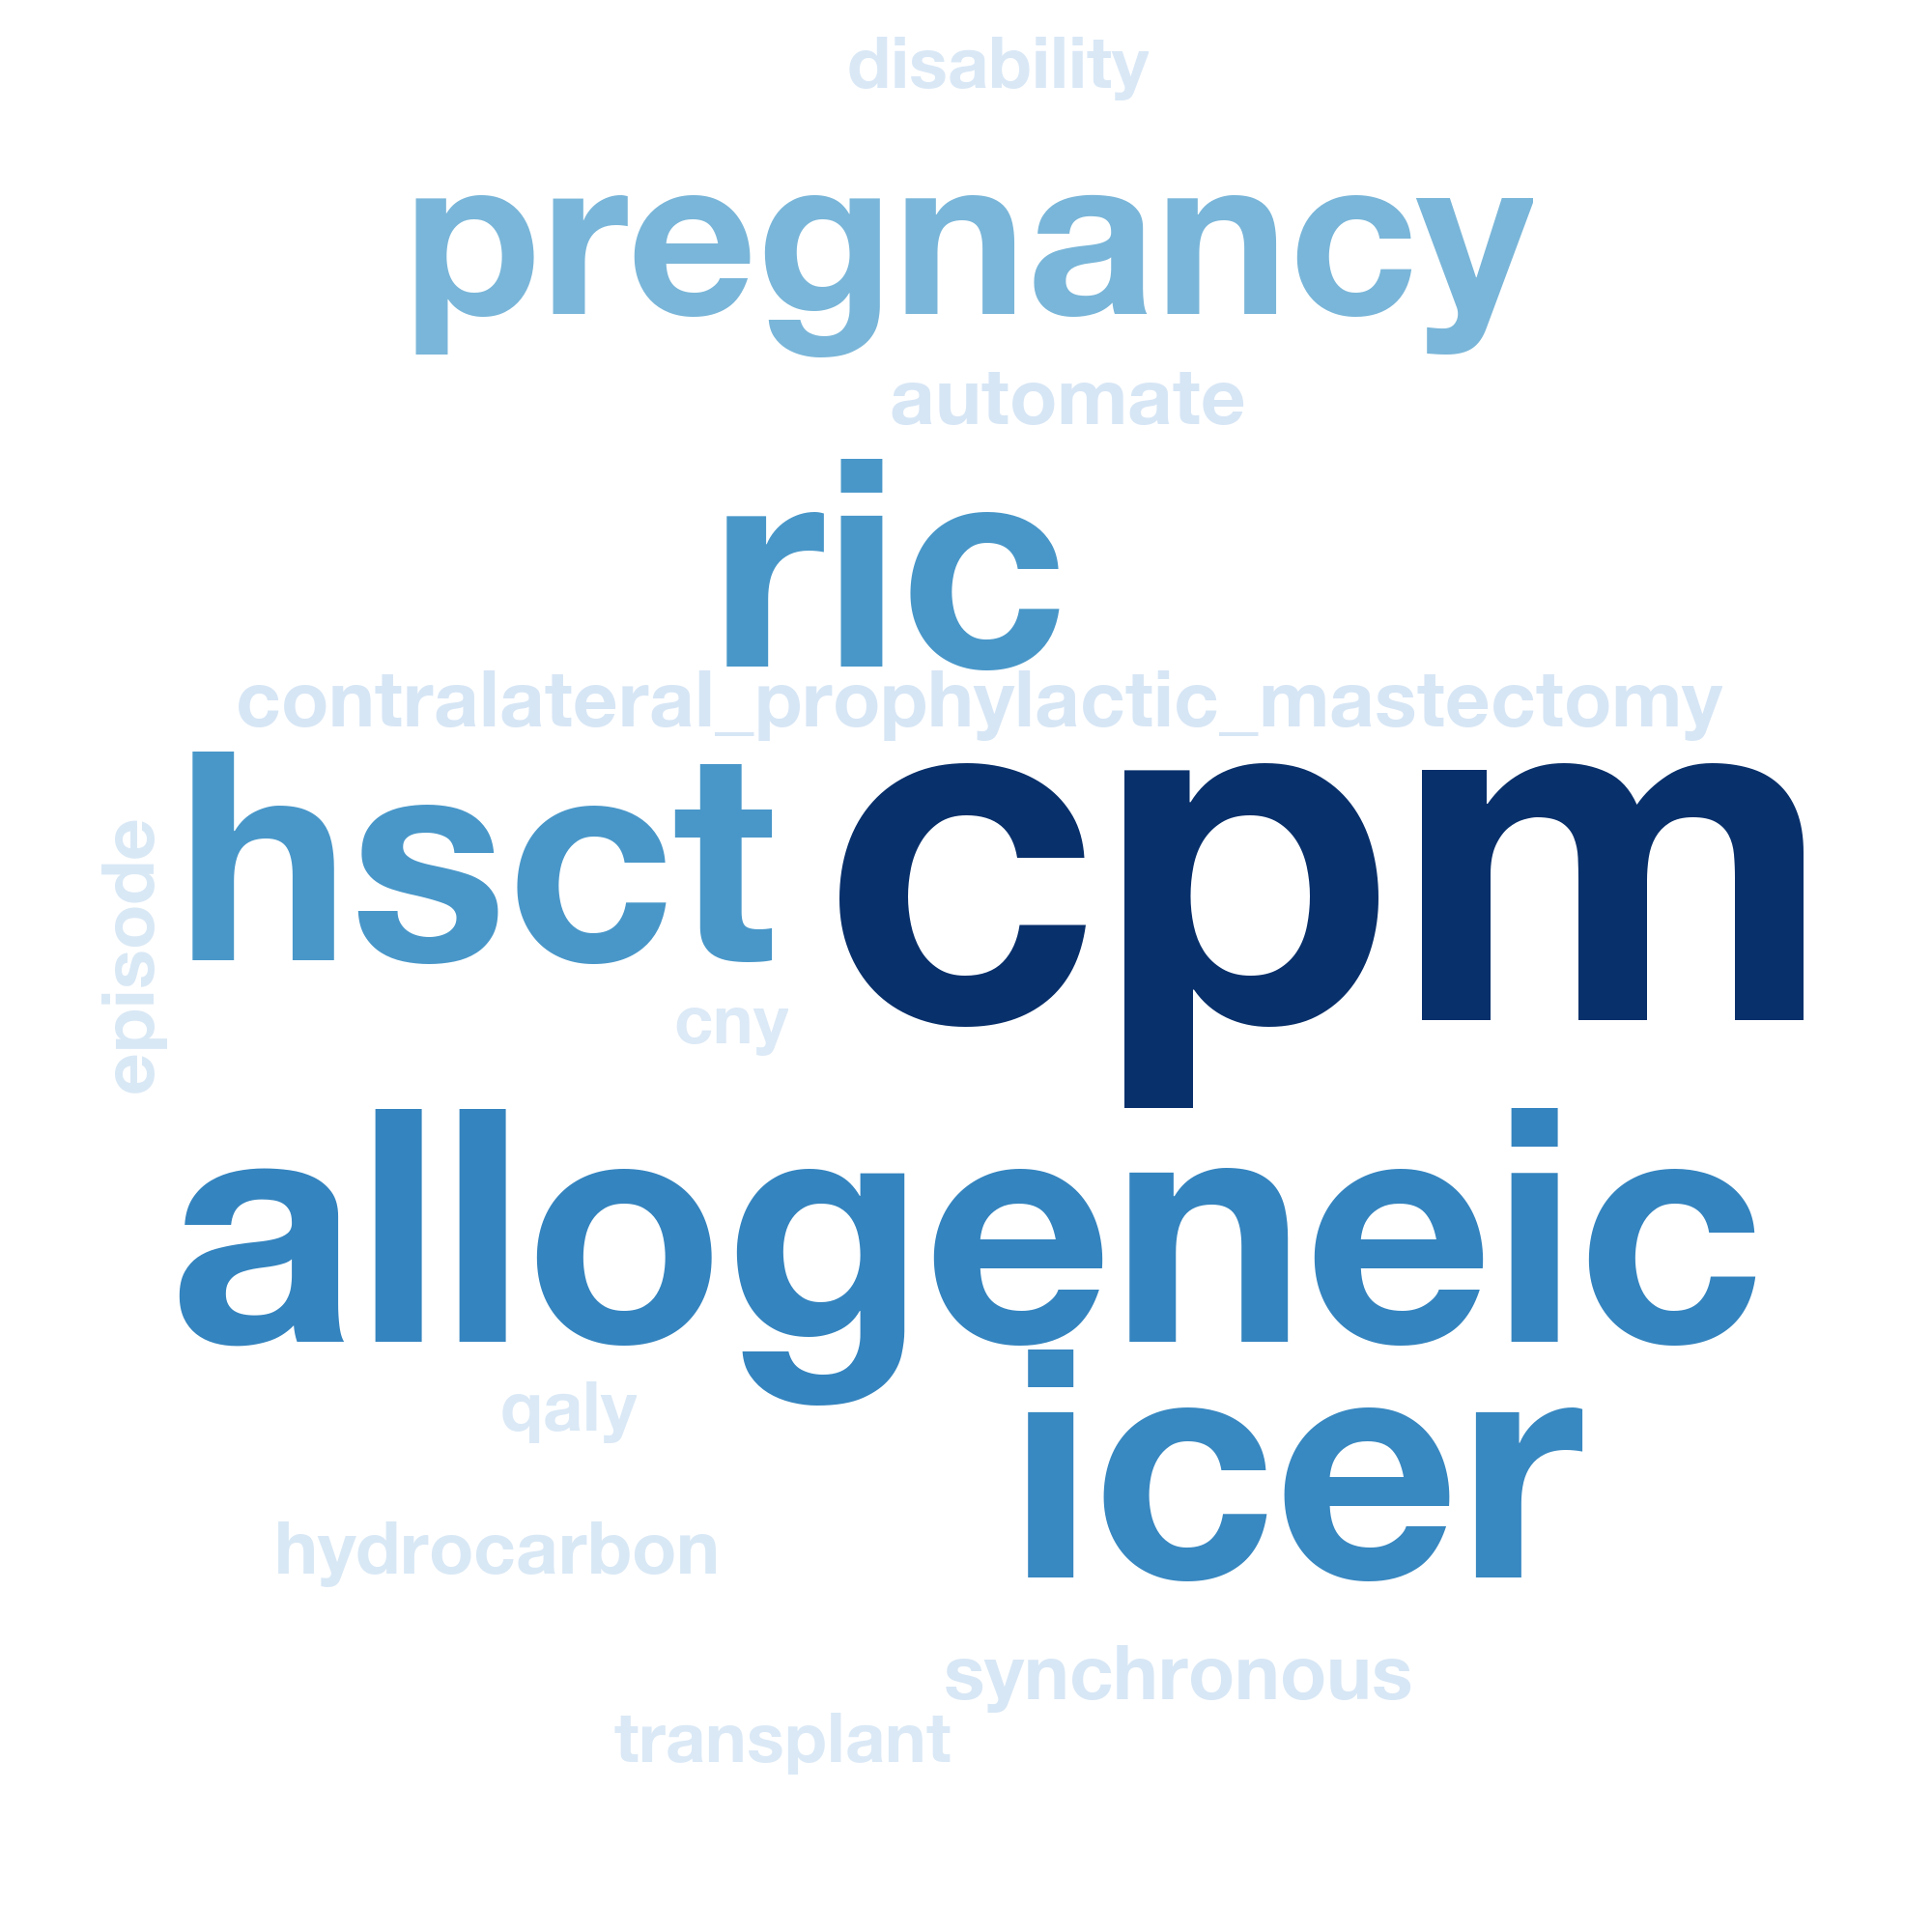 disability
pregnancy
automate
ric
contralateral_prophylactic_mastectomy
hsct cpm
episode
cny
allogeneic
icer
qaly
hydrocarbon
synchronous
transplant